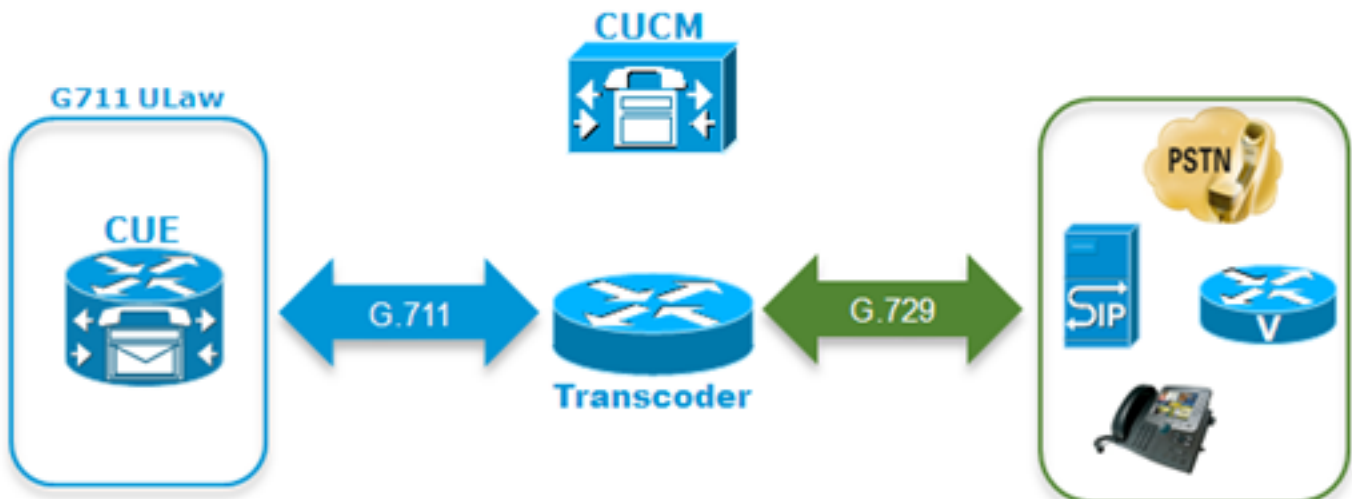 CUCM
G711 ULaw
CUE
G.711
Transcoder
G.729
PSTN
SIP
V